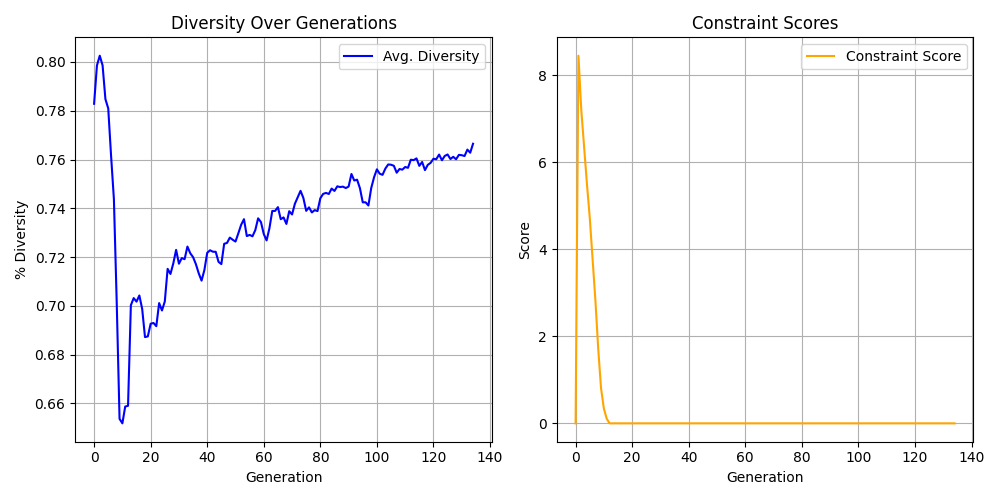 Diversity Over Generations
% Diversity
0.80
0.78
0.76
0.74
0.72
0.70
0.68
0.66
Avg. Diversity
0 20 40 60 80 100 120 140
Generation
Constraint Scores
Score
8
6
4
2
0
Constraint Score
0 20 40 60 80 100 120 140
Generation